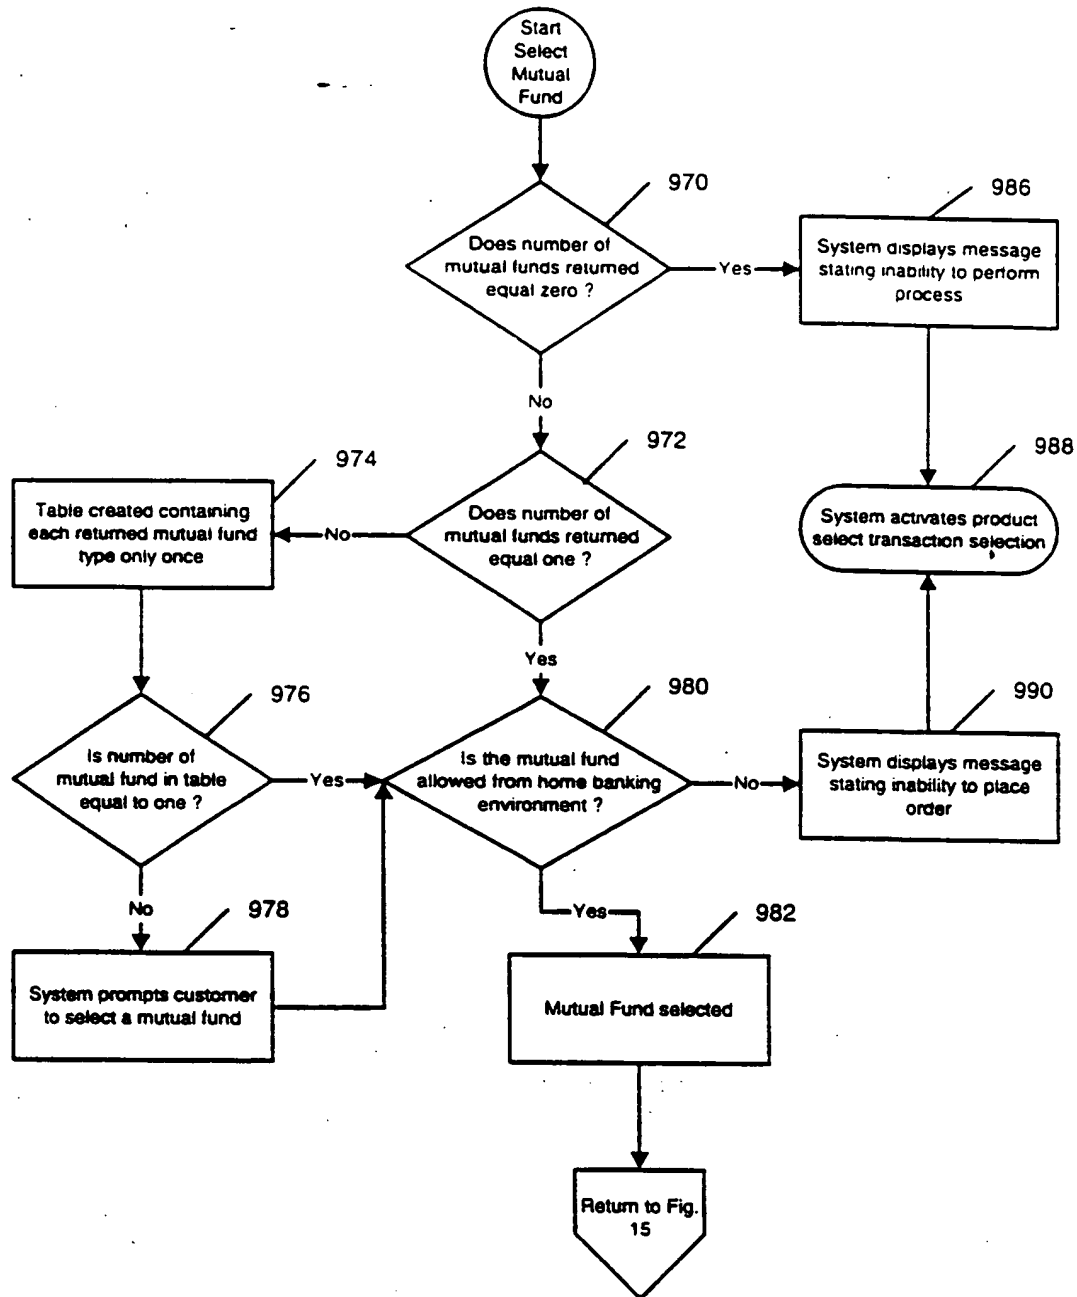 Start
Select
Mutual
Fund
970
Does number of
mutual funds returned
equal zero ?
Yes
986
System displays message
stating inability to perform
process
No
972
Does number of
mutual funds returned
equal one ?
988
System activates product
select transaction selection
974
Table created containing
each returned mutual fund
type only once
No
Yes
976
Is number of
mutual fund in table
equal to one ?
Yes
980
Is the mutual fund
allowed from home banking
environment ?
No
990
System displays message
stating inability to place
order
No
978
System prompts customer
to select a mutual fund
Yes
982
Mutual Fund selected
Return to Fig.
15